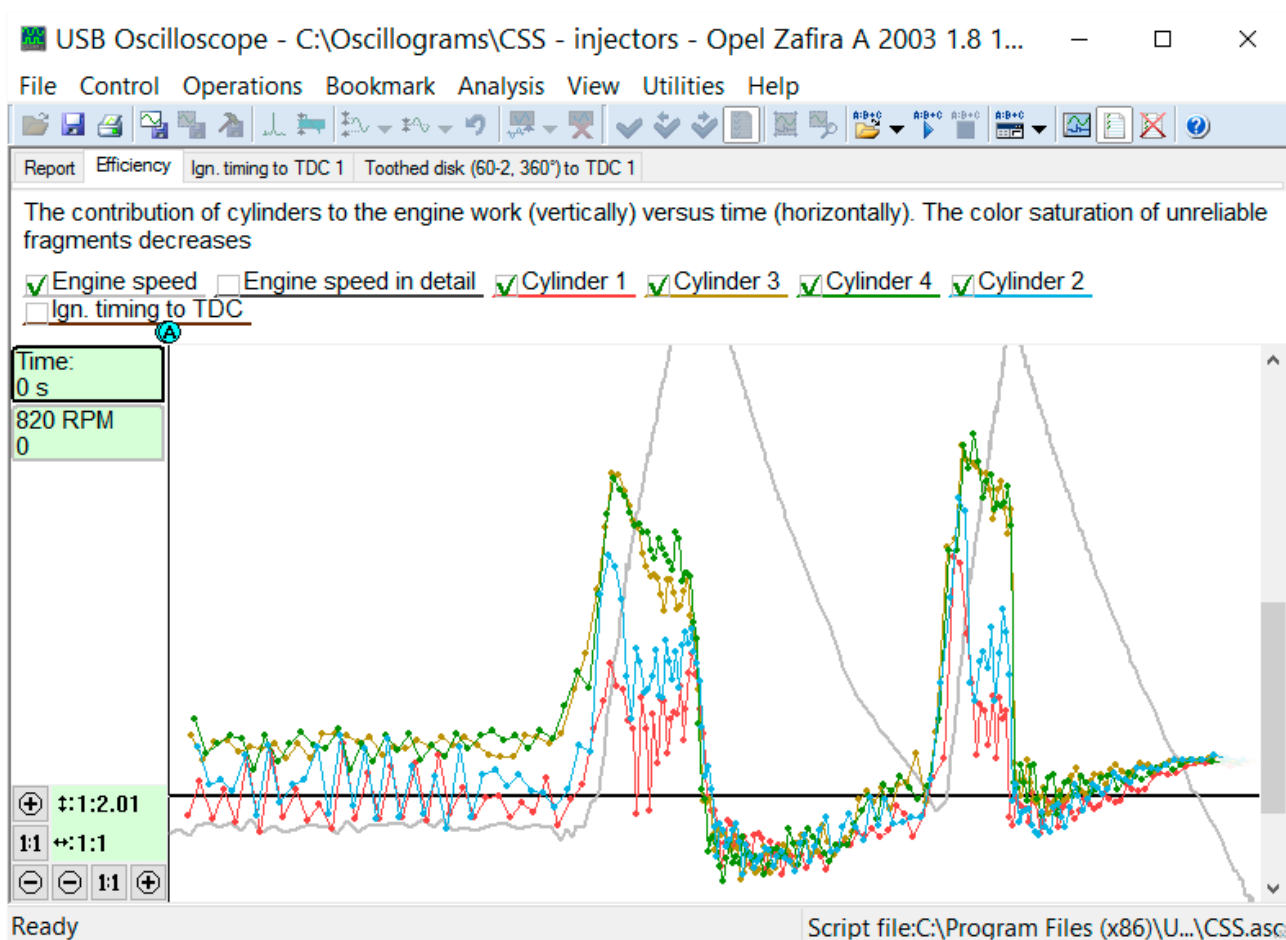 USB Oscilloscope - C:\Oscillograms\CSS - injectors - Opel Zafira A 2003 1.8 1...
File Control Operations Bookmark Analysis View Utilities Help
A:B+C A:B+C A:B+C A:B+C
Report Efficiency Ign. timing to TDC 1 Toothed disk (60-2, 360°) to TDC 1
The contribution of cylinders to the engine work (vertically) versus time (horizontally). The color saturation of unreliable
fragments decreases
Engine speed Engine speed in detail Cylinder 1 Cylinder 3 Cylinder 4 Cylinder 2
Ign. timing to TDC
A
Time:
0 s
820 RPM
0
↕:1:2.01
1:1 ↔:1:1
1:1
Ready Script file:C:\Program Files (x86)\U...\CSS.asc